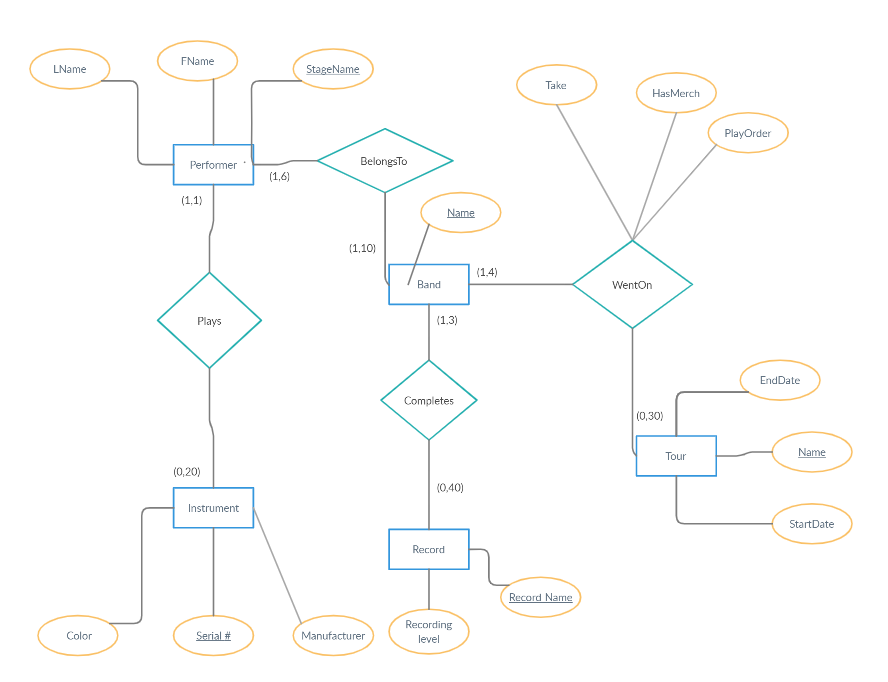 LName
FName
StageName
Take
HasMerch
PlayOrder
Performer
BelongsTo
(1,6)
(1,1)
Name
(1,10)
(1,4)
Band
WentOn
Plays
(1,3)
EndDate
Completes
(0,30)
Tour
Name
(0,20)
(0,40)
Instrument
StartDate
Record
Record Name
Color
Serial #
Manufacturer
Recording
level